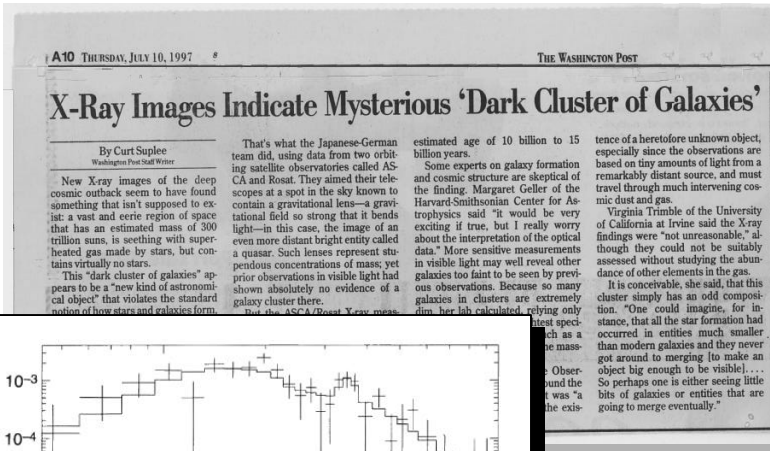 A10 THURSDAY, JULY 10, 1997 8
THE WASHINGTON POST
X-Ray Images Indicate Mysterious 'Dark Cluster of Galaxies'
By Curt Suplee
Washington Post Staff Writer
New X-ray images of the deep
cosmic outback seem to have found
something that isn't supposed to ex-
ist: a vast and eerie region of space
that has an estimated mass of 300
trillion suns, is seething with super-
heated gas made by stars, but con-
tains virtually no stars.
This "dark cluster of galaxies" ap-
pears to be a "new kind of astronomi-
cal object" that violates the standard
notion of how stars and galaxies form.
That's what the Japanese-German
team did, using data from two orbit-
ing satellite observatories called AS-
CA and Rosat. They aimed their tele-
scopes at a spot in the sky known to
contain a gravitational lens—a gravi-
tational field so strong that it bends
light—in this case, the image of an
even more distant bright entity called
a quasar. Such lenses represent stu-
pendous concentrations of mass; yet
prior observations in visible light had
shown absolutely no evidence of a
galaxy cluster there.
But the ASCA/Rosat X-ray meas-
estimated age of 10 billion to 15
billion years.
Some experts on galaxy formation
and cosmic structure are skeptical of
the finding. Margaret Geller of the
Harvard-Smithsonian Center for As-
trophysics said "it would be very
exciting if true, but I really worry
about the interpretation of the optical
data." More sensitive measurements
in visible light may well reveal other
galaxies too faint to be seen by previ-
ous observations. Because so many
galaxies in clusters are extremely
dim, her lab calculated, relying only
htest speci-
ch as a
he mass-
Obser-
ound the
t was "a
the exis-
tence of a heretofore unknown object,
especially since the observations are
based on tiny amounts of light from a
remarkably distant source, and must
travel through much intervening cos-
mic dust and gas.
Virginia Trimble of the University
of California at Irvine said the X-ray
findings were "not unreasonable," al-
though they could not be suitably
assessed without studying the abun-
dance of other elements in the gas.
It is conceivable, she said, that this
cluster simply has an odd composi-
tion. "One could imagine, for in-
stance, that all the star formation had
occurred in entities much smaller
than modern galaxies and they never
got around to merging [to make an
object big enough to be visible]. . . .
So perhaps one is either seeing little
bits of galaxies or entities that are
going to merge eventually."
10⁻³
10⁻⁴